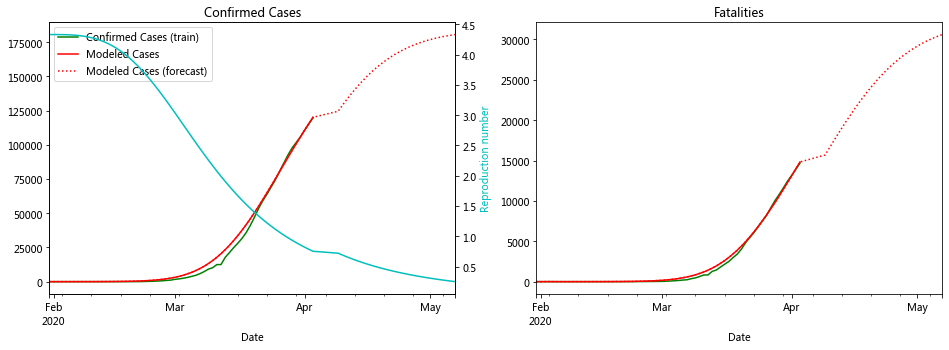 Confirmed Cases
Confirmed Cases (train)
Modeled Cases
Modeled Cases (forecast)
175000
150000
125000
100000
75000
50000
25000
0
4.5
4.0
3.5
3.0
2.5
2.0
1.5
1.0
0.5
Reproduction number
Feb
2020
Mar
Apr
May
Date
Fatalities
30000
25000
20000
15000
10000
5000
0
Feb
2020
Mar
Apr
May
Date